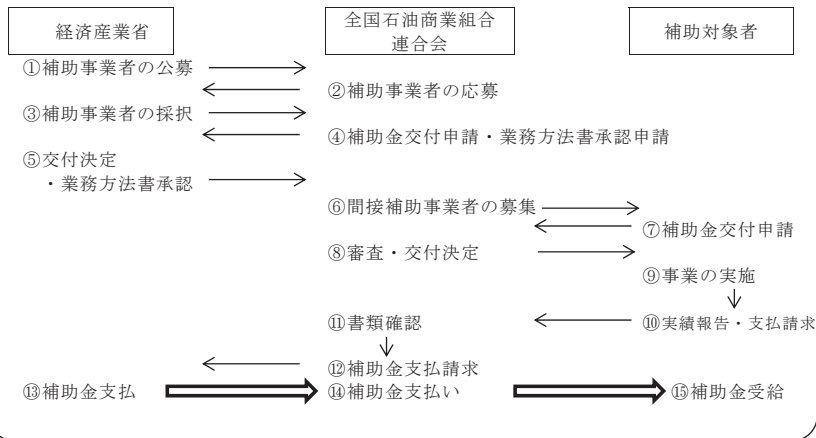 経済産業省
全国石油商業組合
連合会
補助対象者
①補助事業者の公募
②補助事業者の応募
③補助事業者の採択
④補助金交付申請・業務方法書承認申請
⑤交付決定
・業務方法書承認
⑥間接補助事業者の募集
⑦補助金交付申請
⑧審査・交付決定
⑨事業の実施
⑩実績報告・支払請求
⑪書類確認
⑫補助金支払請求
⑬補助金支払
⑭補助金支払い
⑮補助金受給